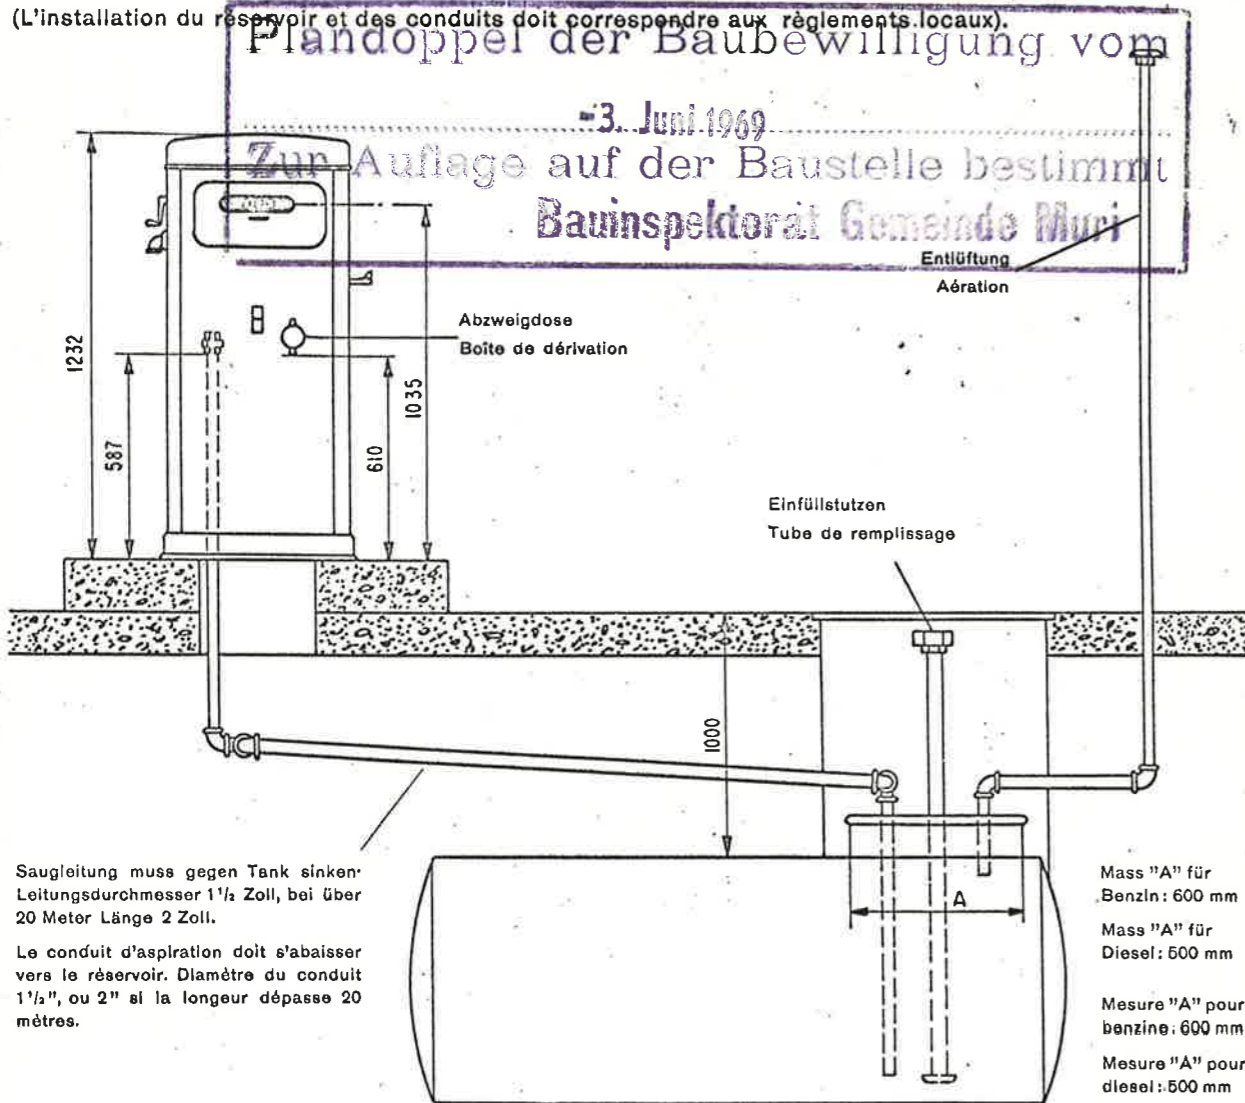 (L'installation du réservoir et des conduits doit correspondre aux règlements locaux).
Plandoppel der Baubewilligung vom
-3. Juni 1969
Zur Auflage auf der Baustelle bestimmt
Bauinspektorat Gemeinde Muri
Entlüftung
Aération
Abzweigdose
Boîte de dérivation
1232
587
610
1035
Einfüllstutzen
Tube de remplissage
1000
A
Saugleitung muss gegen Tank sinken.
Leitungsdurchmesser 1 1/2 Zoll, bei über
20 Meter Länge 2 Zoll.
Le conduit d'aspiration doit s'abaisser
vers le réservoir. Diamètre du conduit
1 1/2", ou 2" si la longeur dépasse 20
mètres.
Mass "A" für
Benzin: 600 mm
Mass "A" für
Diesel: 500 mm
Mesure "A" pour
benzine: 600 mm
Mesure "A" pour
diesel: 500 mm